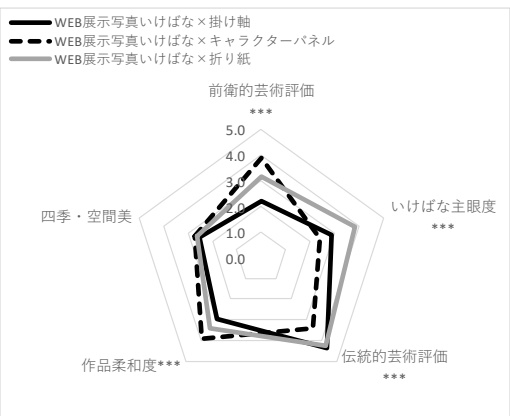 WEB展示写真いけばな×掛け軸
WEB展示写真いけばな×キャラクターパネル
WEB展示写真いけばな×折り紙
前衛的芸術評価
***
5.0
4.0
3.0
2.0
1.0
0.0
いけばな主眼度
***
四季・空間美
伝統的芸術評価
***
作品柔和度***